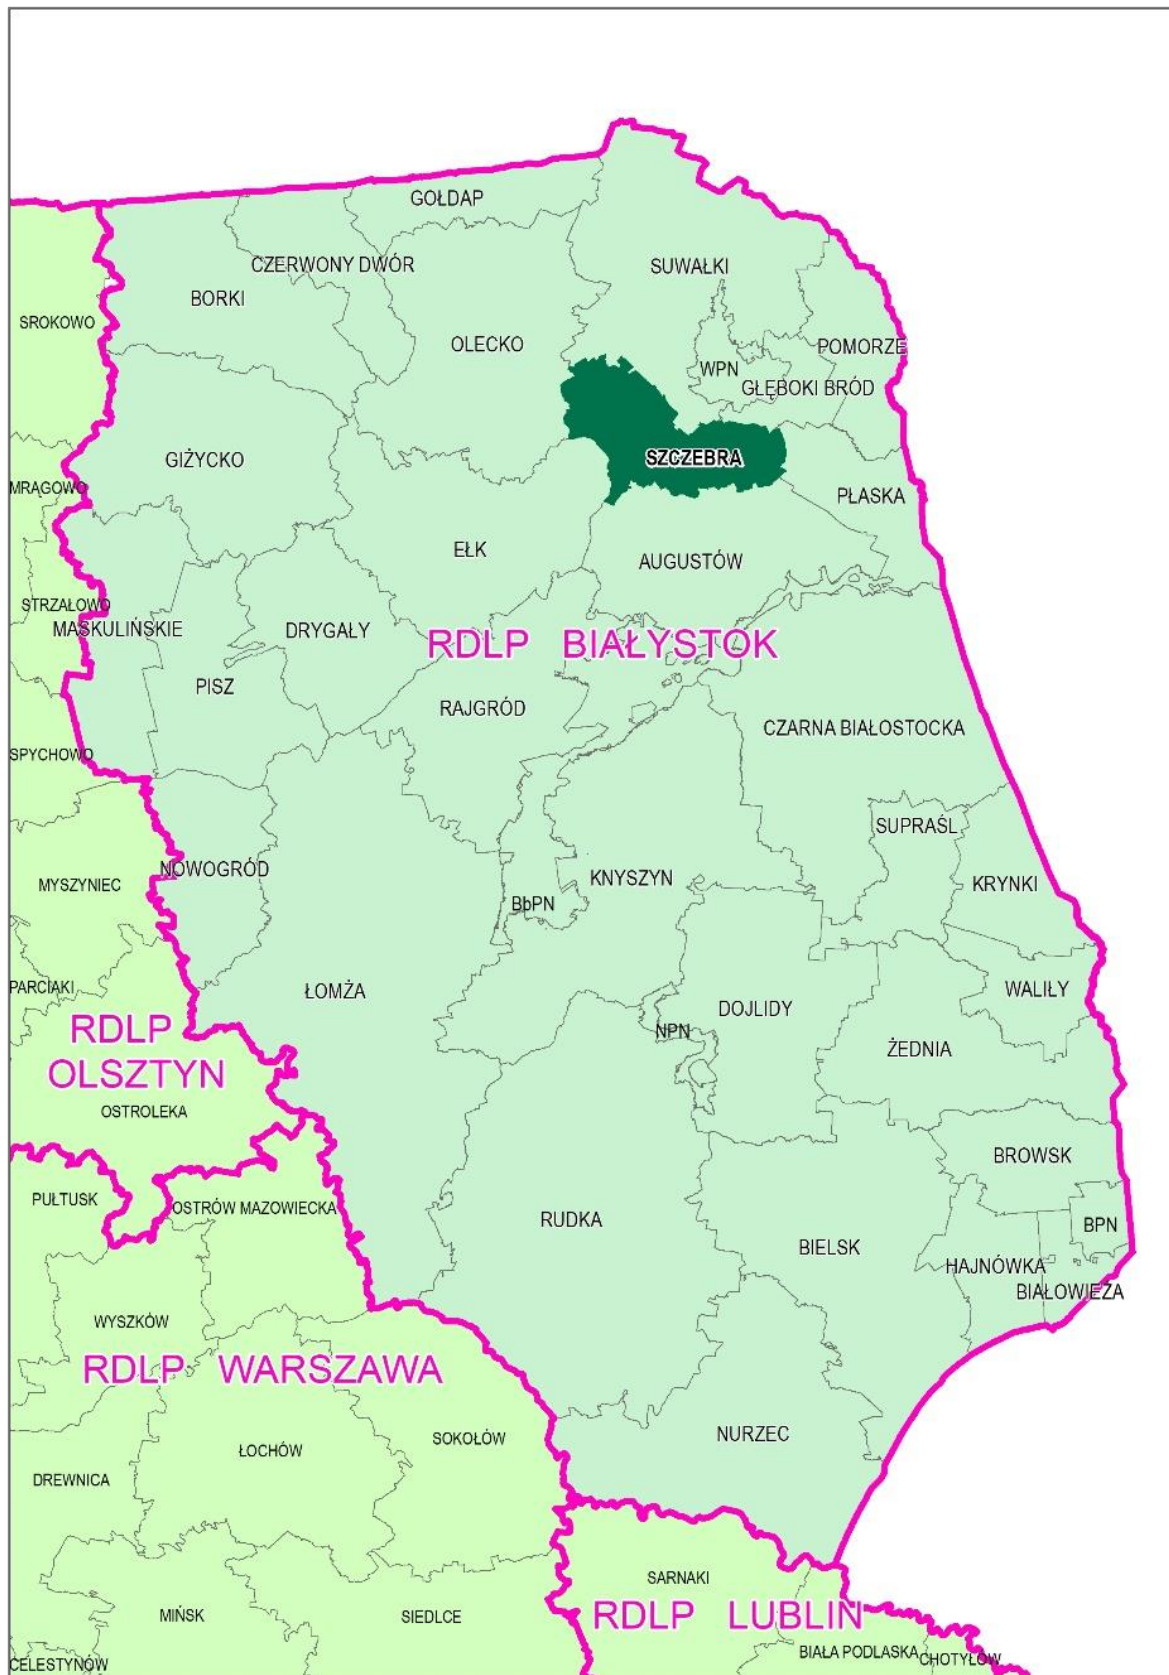 GOŁDAP
CZERWONY DWÓR
SUWAŁKI
BORKI
SROKOWO
OLECKO
POMORZE
WPN
GŁĘBOKI BRÓD
GIŻYCKO
SZCZEBRA
MRĄGOWO
PŁASKA
EŁK
AUGUSTÓW
STRZAŁOWO
MASKULIŃSKIE
DRYGAŁY
RDLP BIAŁYSTOK
PISZ
RAJGRÓD
CZARNA BIAŁOSTOCKA
SPYCHOWO
SUPRAŚL
NOWOGRÓD
KNYSZYN
MYSZYNIEC
KRYNKI
BbPN
PARCIAKI
ŁOMŻA
WALIŁY
DOJLIDY
RDLP
OLSZTYN
NPN
ŻEDNIA
OSTROLEKA
BROWSK
PUŁTUSK
OSTRÓW MAZOWIECKA
RUDKA
BPN
BIELSK
HAJNÓWKA
BIAŁOWIEŻA
WYSZKÓW
RDLP WARSZAWA
NURZEC
SOKOŁÓW
ŁOCHÓW
DREWNICA
SARNAKI
MIŃSK
SIEDLCE
RDLP LUBLIN
BIAŁA PODLASKA
CHOTYŁÓW
CELESTYNÓW